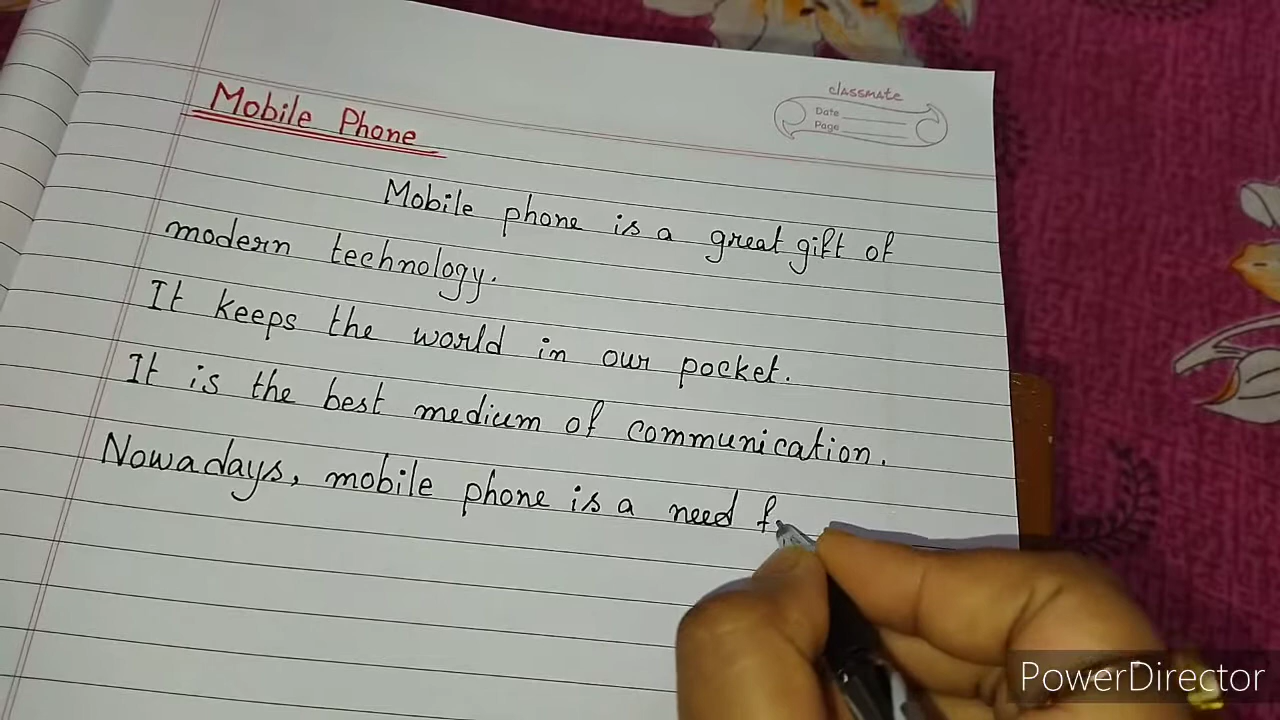 classmate
Date
Page
Mobile Phone
Mobile phone is a great gift of
modern technology.
It keeps the world in our pocket.
It is the best medium of communication.
Nowadays, mobile phone is a need f
PowerDirector